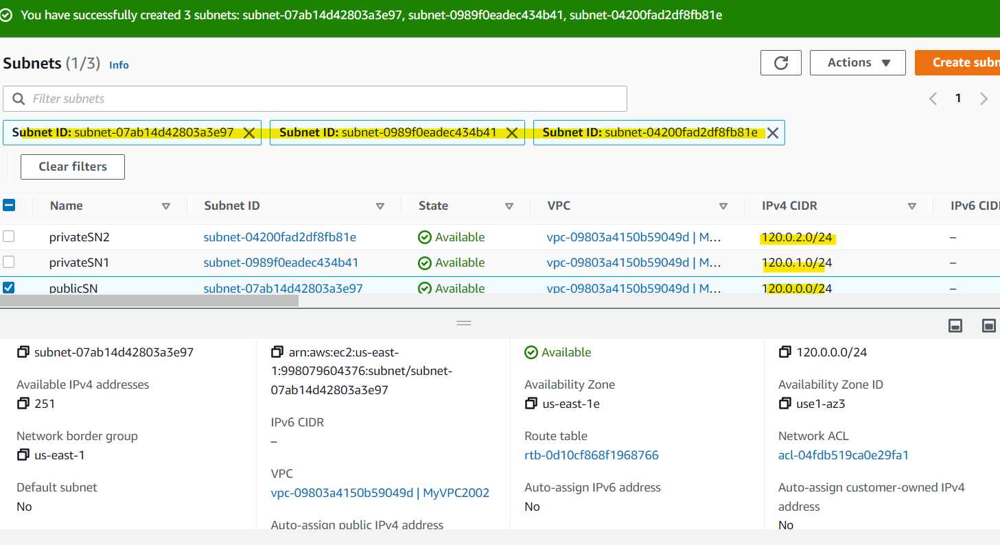 You have successfully created 3 subnets: subnet-07ab14d42803a3e97, subnet-0989f0eadec434b41, subnet-04200fad2df8fb81e
Subnets (1/3) Info
Actions
Create subn
Filter subnets
1
Subnet ID: subnet-07ab14d42803a3e97
Subnet ID: subnet-0989f0eadec434b41
Subnet ID: subnet-04200fad2df8fb81e
Clear filters
Name Subnet ID State VPC IPv4 CIDR IPv6 CIDR
privateSN2 subnet-04200fad2df8fb81e Available vpc-09803a4150b59049d | M... 120.0.2.0/24 –
privateSN1 subnet-0989f0eadec434b41 Available vpc-09803a4150b59049d | M... 120.0.1.0/24 –
publicSN subnet-07ab14d42803a3e97 Available vpc-09803a4150b59049d | M... 120.0.0.0/24 –
subnet-07ab14d42803a3e97
Available IPv4 addresses
251
Network border group
us-east-1
Default subnet
No
arn:aws:ec2:us-east-
1:998079604376:subnet/subnet-
07ab14d42803a3e97
IPv6 CIDR
–
VPC
vpc-09803a4150b59049d | MyVPC2002
Auto-assign public IPv4 address
Available
Availability Zone
us-east-1e
Route table
rtb-0d10cf868f1968766
Auto-assign IPv6 address
No
120.0.0.0/24
Availability Zone ID
use1-az3
Network ACL
acl-04fdb519ca0e29fa1
Auto-assign customer-owned IPv4
address
No